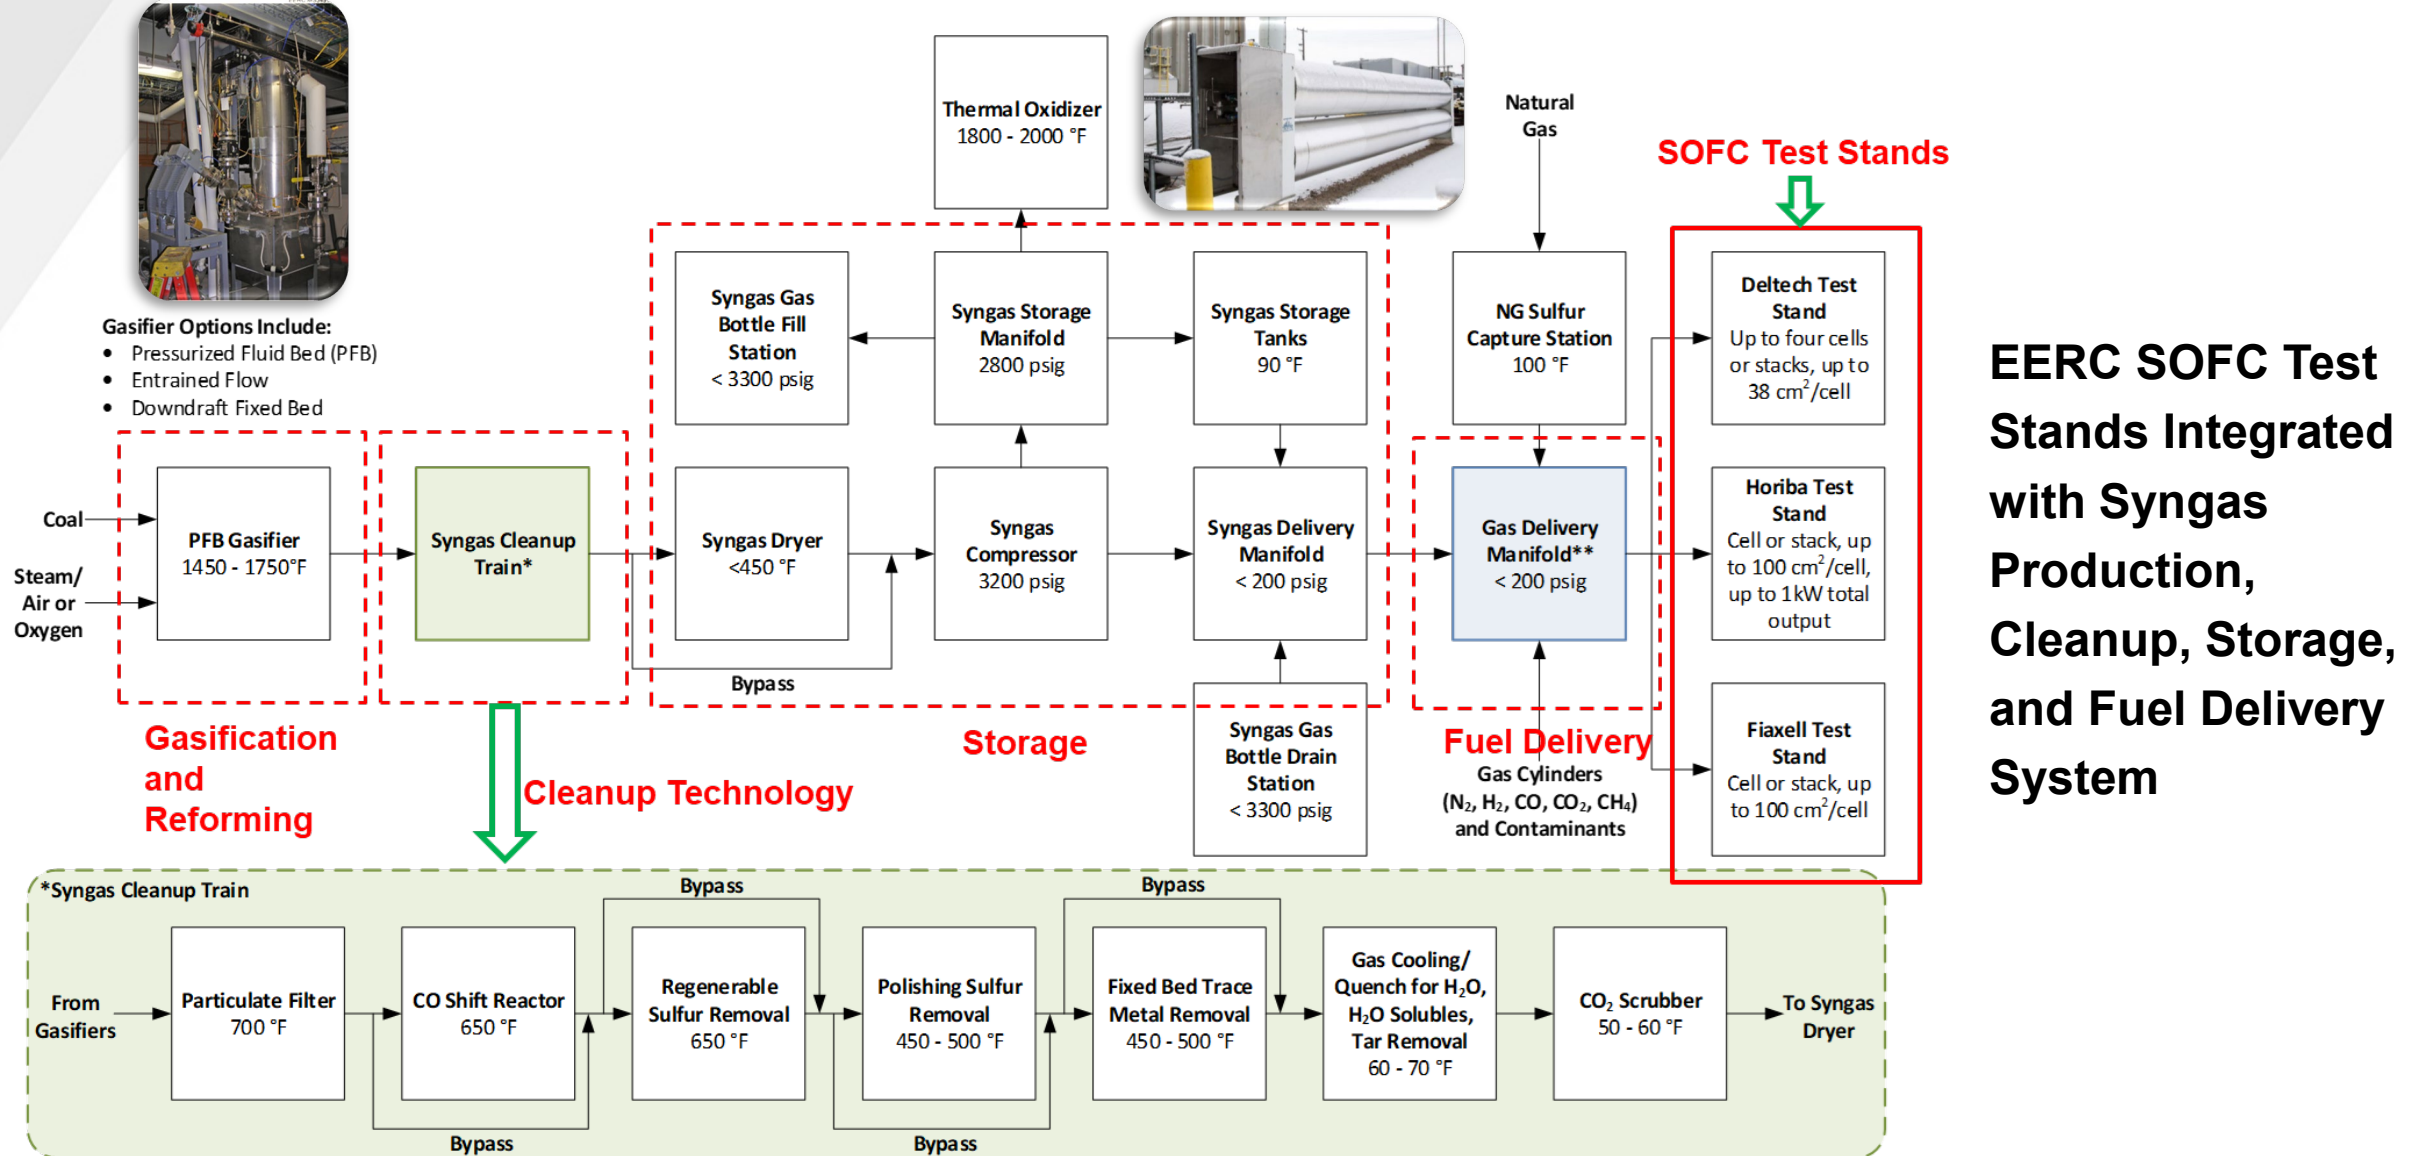 Thermal Oxidizer
1800 - 2000 °F
Natural
Gas
SOFC Test Stands
Gasifier Options Include:
• Pressurized Fluid Bed (PFB)
• Entrained Flow
• Downdraft Fixed Bed
Syngas Gas
Bottle Fill
Station
< 3300 psig
Syngas Storage
Manifold
2800 psig
Syngas Storage
Tanks
90 °F
NG Sulfur
Capture Station
100 °F
Deltech Test
Stand
Up to four cells
or stacks, up to
38 cm²/cell
Coal
Steam/
Air or
Oxygen
PFB Gasifier
1450 - 1750°F
Syngas Cleanup
Train*
Syngas Dryer
<450 °F
Bypass
Syngas
Compressor
3200 psig
Syngas Delivery
Manifold
< 200 psig
Gas Delivery
Manifold**
< 200 psig
Horiba Test
Stand
Cell or stack, up
to 100 cm²/cell,
up to 1kW total
output
Gasification
and
Reforming
Cleanup Technology
Storage
Syngas Gas
Bottle Drain
Station
< 3300 psig
Fuel Delivery
Gas Cylinders
(N₂, H₂, CO, CO₂, CH₄)
and Contaminants
Fiaxell Test
Stand
Cell or stack, up
to 100 cm²/cell
EERC SOFC Test
Stands Integrated
with Syngas
Production,
Cleanup, Storage,
and Fuel Delivery
System
*Syngas Cleanup Train
Bypass
Bypass
From
Gasifiers
Particulate Filter
700 °F
CO Shift Reactor
650 °F
Regenerable
Sulfur Removal
650 °F
Polishing Sulfur
Removal
450 - 500 °F
Fixed Bed Trace
Metal Removal
450 - 500 °F
Gas Cooling/
Quench for H₂O,
H₂O Solubles,
Tar Removal
60 - 70 °F
CO₂ Scrubber
50 - 60 °F
To Syngas
Dryer
Bypass
Bypass